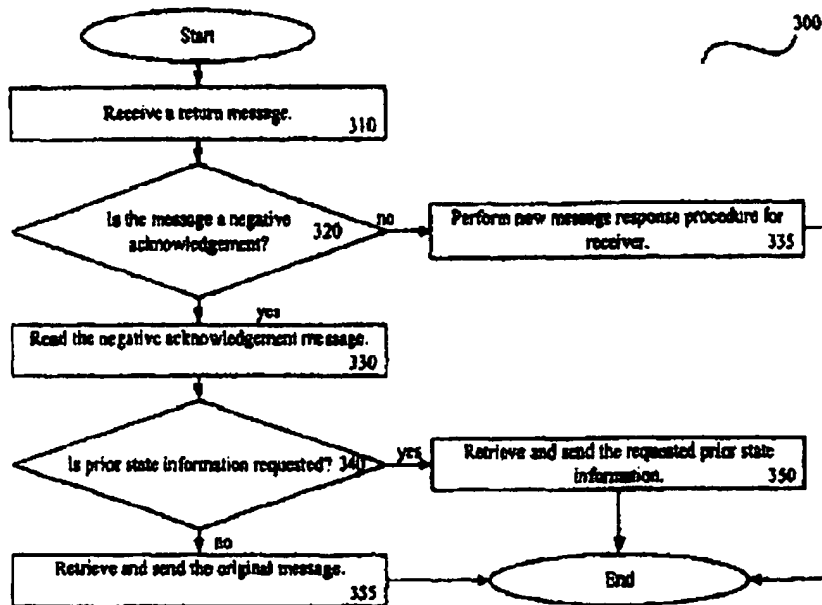 Start
300
Receive a return message.
310
Is the message a negative
acknowledgement?
320
no
Perform new message response procedure for
receiver.
335
yes
Read the negative acknowledgement message.
330
Is prior state information requested?
340
yes
Retrieve and send the requested prior state
information.
350
no
Retrieve and send the original message.
355
End